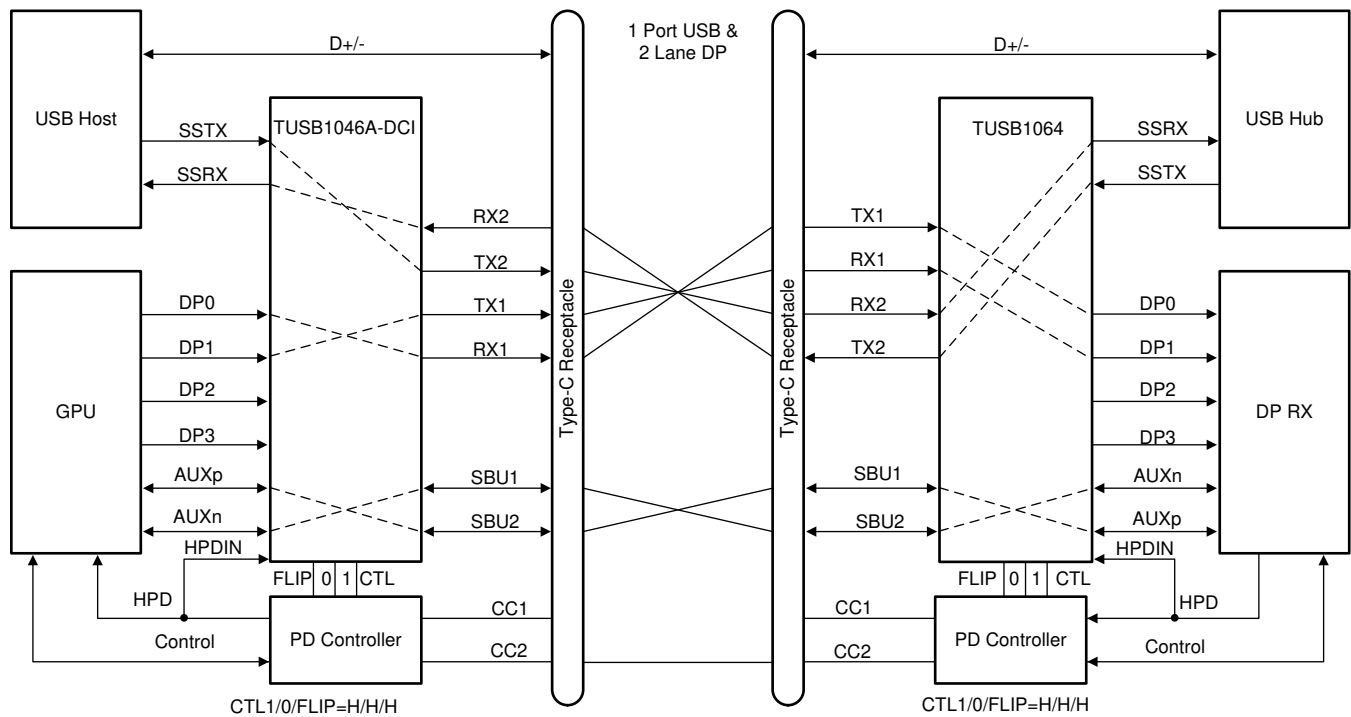 D+/-
1 Port USB &
2 Lane DP
D+/-
USB Host
TUSB1046A-DCI
TUSB1064
USB Hub
SSTX
SSRX
SSRX
SSTX
RX2
TX2
TX1
RX1
TX1
RX1
RX2
TX2
GPU
DP0
DP1
DP2
DP3
AUXp
AUXn
HPDIN
Type-C Receptacle
Type-C Receptacle
DP RX
DP0
DP1
DP2
DP3
AUXn
AUXp
HPDIN
SBU1
SBU2
SBU1
SBU2
FLIP 0 1 CTL
FLIP 0 1 CTL
HPD
Control
PD Controller
CC1
CC2
CC1
CC2
PD Controller
HPD
Control
CTL1/0/FLIP=H/H/H
CTL1/0/FLIP=H/H/H